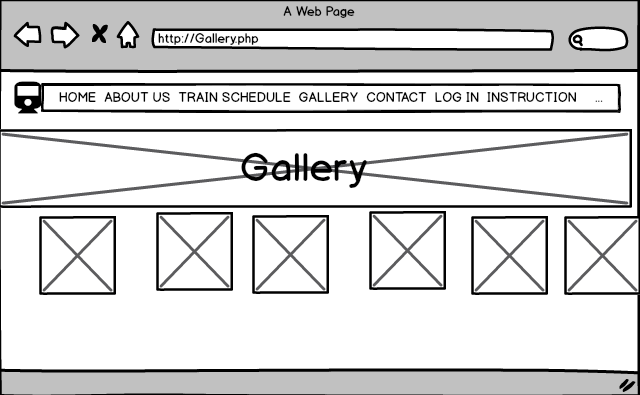 A Web Page
http://Gallery.php
HOME ABOUT US TRAIN SCHEDULE GALLERY CONTACT LOG IN INSTRUCTION ...
Gallery